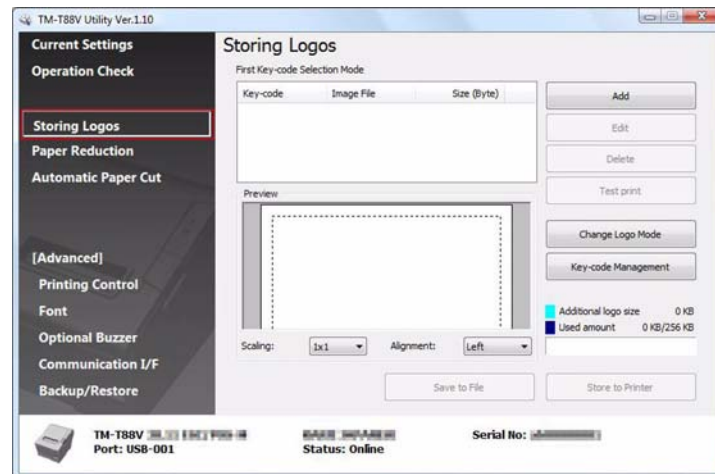 TM-T88V Utility Ver.1.10
Current Settings
Operation Check
Storing Logos
Paper Reduction
Automatic Paper Cut
[Advanced]
Printing Control
Font
Optional Buzzer
Communication I/F
Backup/Restore
Storing Logos
First Key-code Selection Mode
Key-code Image File Size (Byte)
Add
Edit
Delete
Test print
Preview
Change Logo Mode
Key-code Management
Additional logo size 0 KB
Used amount 0 KB/256 KB
Scaling: 1x1 Alignment: Left
Save to File Store to Printer
TM-T88V Serial No:
Port: USB-001 Status: Online